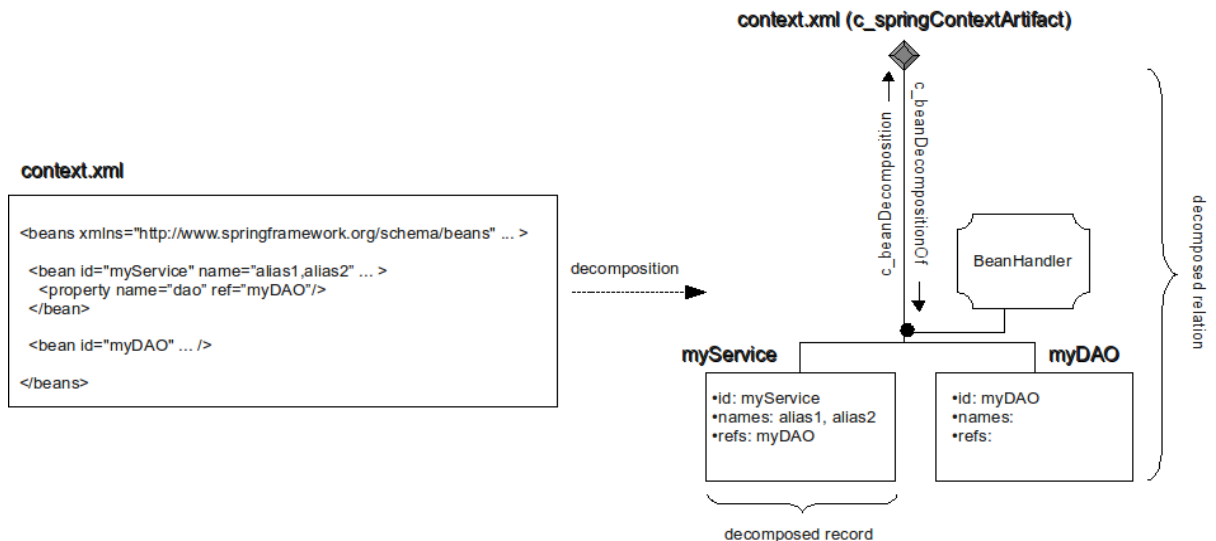 context.xml (c_springContextArtifact)
c_beanDecomposition
c_beanDecompositionOf
decomposed relation
context.xml
<beans xmlns="http://www.springframework.org/schema/beans" ... >
<bean id="myService" name="alias1,alias2" ... >
<property name="dao" ref="myDAO"/>
</bean>
<bean id="myDAO" ... />
</beans>
decomposition
BeanHandler
myService
•id: myService
•names: alias1, alias2
•refs: myDAO
myDAO
•id: myDAO
•names:
•refs:
decomposed record